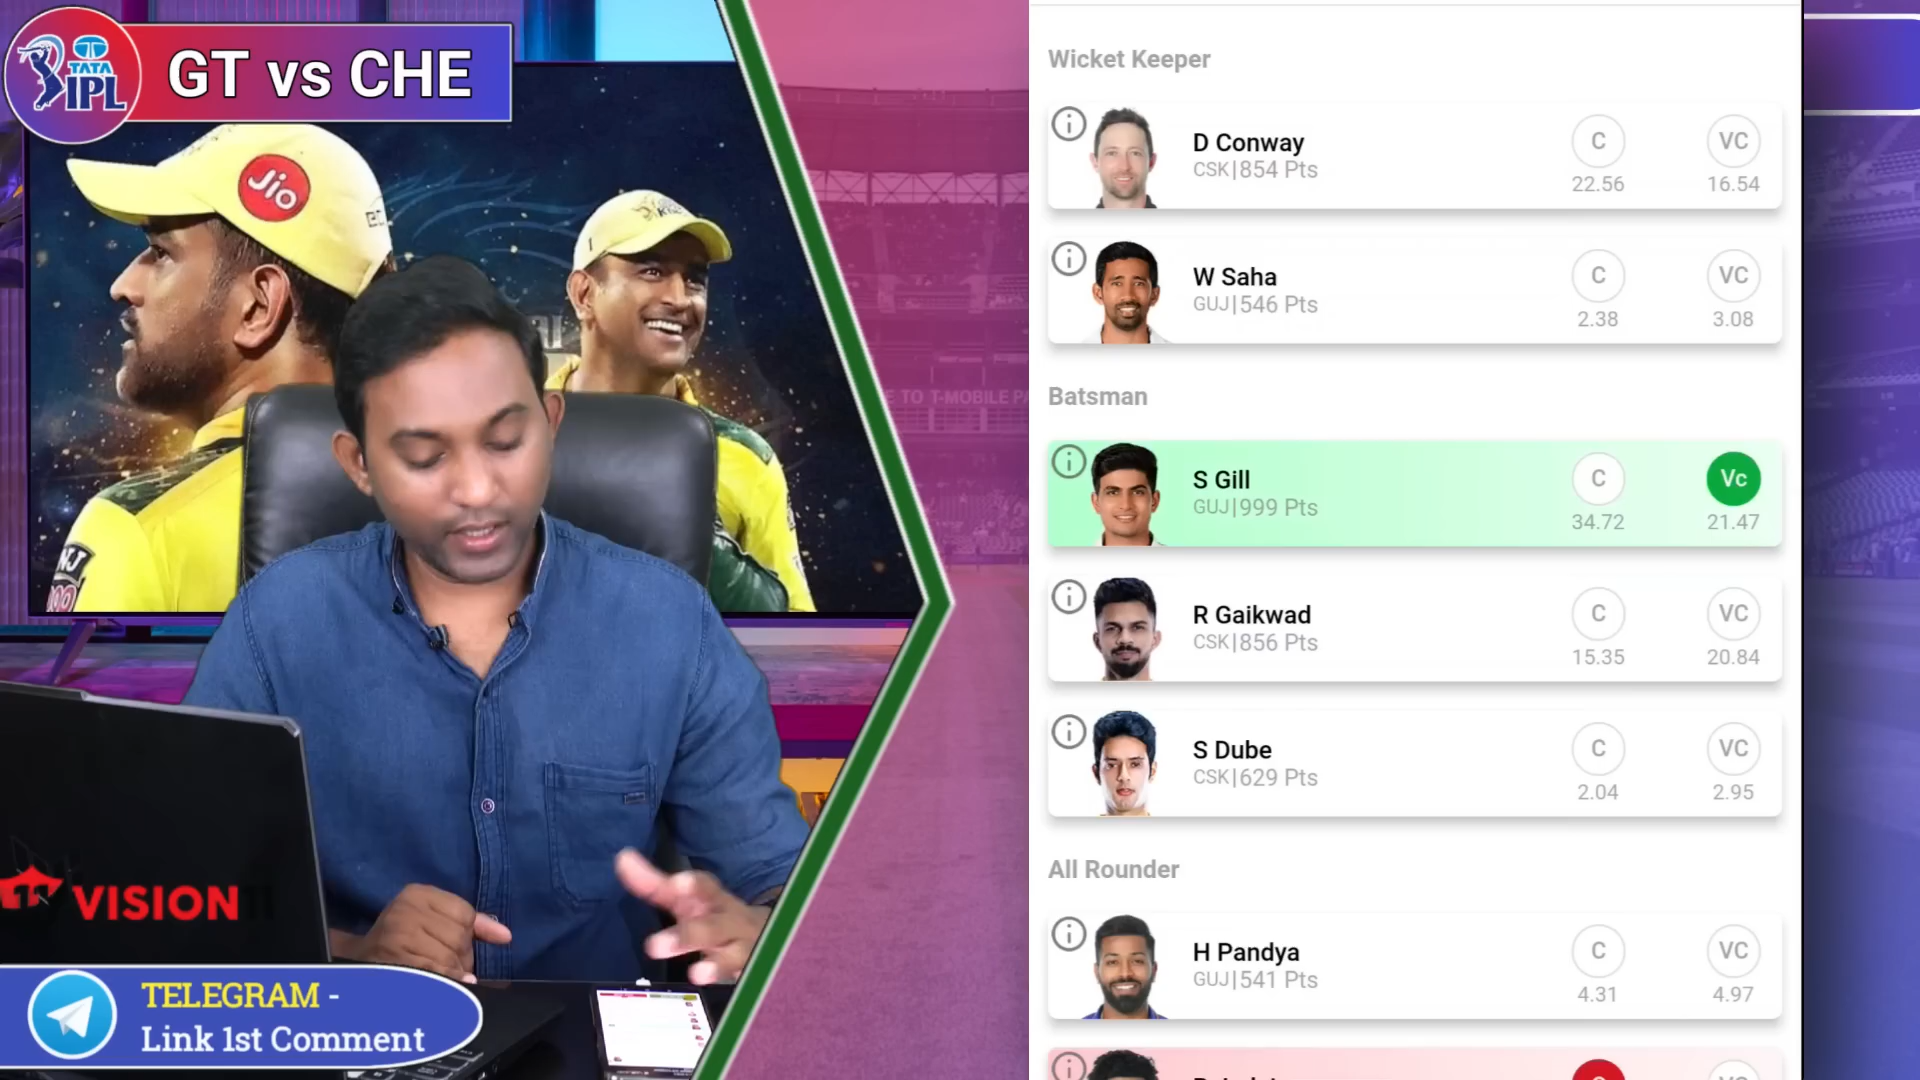 TATA
IPL
GT vs CHE
Jio
VISION
TELEGRAM -
Link 1st Comment
Wicket Keeper
D Conway
CSK|854 Pts
C
22.56
VC
16.54
W Saha
GUJ|546 Pts
C
2.38
VC
3.08
Batsman
S Gill
GUJ|999 Pts
C
34.72
Vc
21.47
R Gaikwad
CSK|856 Pts
C
15.35
VC
20.84
S Dube
CSK|629 Pts
C
2.04
VC
2.95
All Rounder
H Pandya
GUJ|541 Pts
C
4.31
VC
4.97